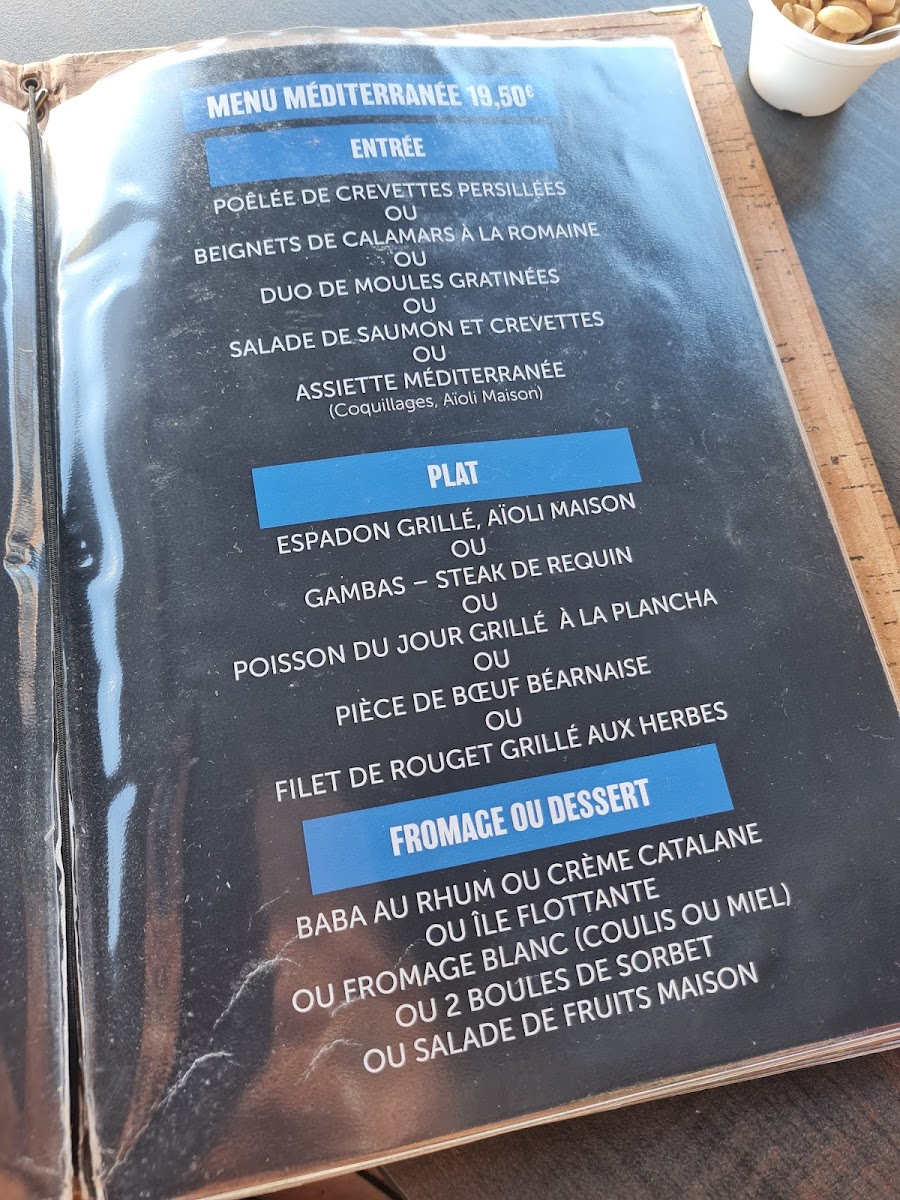 MENU MÉDITERRANÉE 19,50€
ENTRÉE
POÊLÉE DE CREVETTES PERSILLÉES
OU
BEIGNETS DE CALAMARS À LA ROMAINE
OU
DUO DE MOULES GRATINÉES
OU
SALADE DE SAUMON ET CREVETTES
OU
ASSIETTE MÉDITERRANÉE
(Coquillages, Aïoli Maison)
PLAT
ESPADON GRILLÉ, AÏOLI MAISON
OU
GAMBAS – STEAK DE REQUIN
OU
POISSON DU JOUR GRILLÉ À LA PLANCHA
OU
PIÈCE DE BŒUF BÉARNAISE
OU
FILET DE ROUGET GRILLÉ AUX HERBES
FROMAGE OU DESSERT
BABA AU RHUM OU CRÈME CATALANE
OU ÎLE FLOTTANTE
OU FROMAGE BLANC (COULIS OU MIEL)
OU 2 BOULES DE SORBET
OU SALADE DE FRUITS MAISON